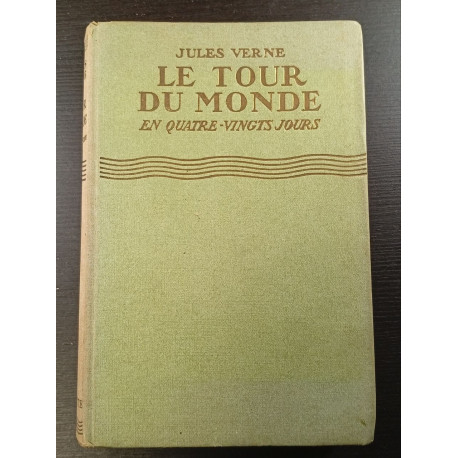 JULES VERNE
LE TOUR
DU MONDE
EN QUATRE-VINGTS JOURS